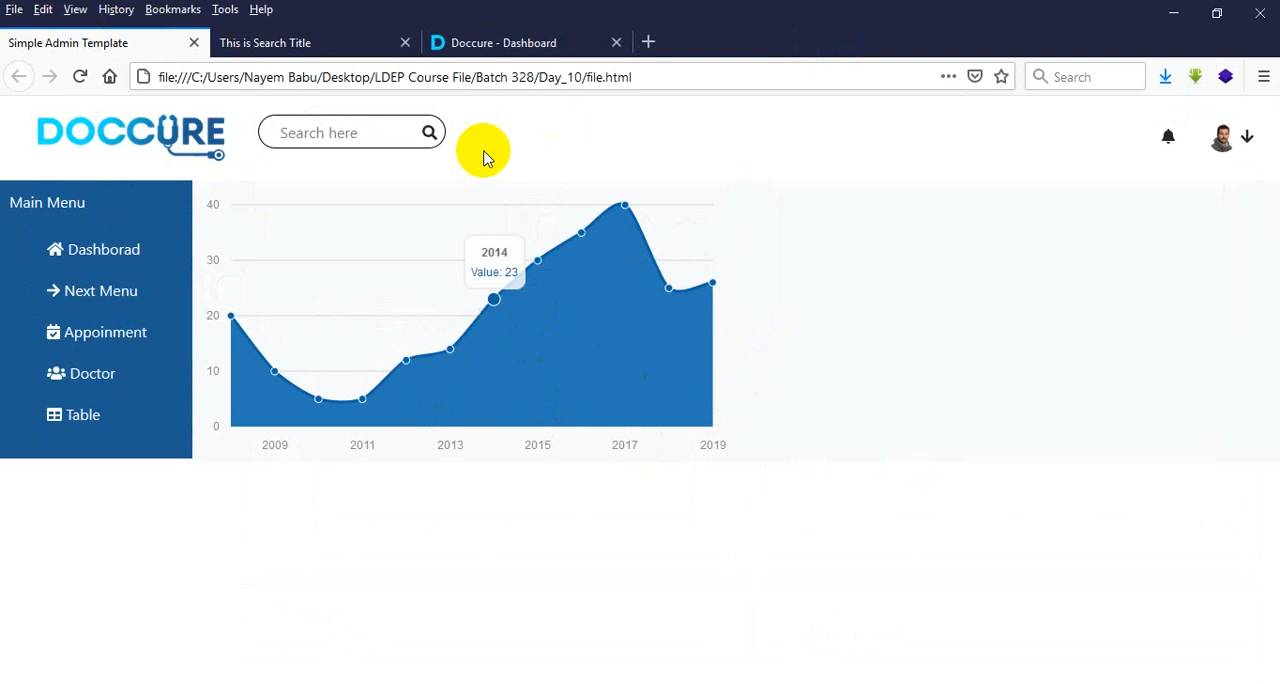 File Edit View History Bookmarks Tools Help
Simple Admin Template This is Search Title Doccure - Dashboard
file:///C:/Users/Nayem Babu/Desktop/LDEP Course File/Batch 328/Day_10/file.html Search
DOCCURE Search here
Main Menu
Dashborad
Next Menu
Appoinment
Doctor
Table
40
30
20
10
0
2014
Value: 23
2009 2011 2013 2015 2017 2019